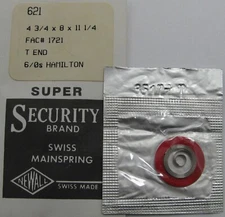 621
4 3/4 x 8 x 11 1/4
FAC# 1721
T END
6/0s HAMILTON
SUPER
SECURITY
BRAND
SWISS
MAINSPRING
NEWALL
SWISS MADE